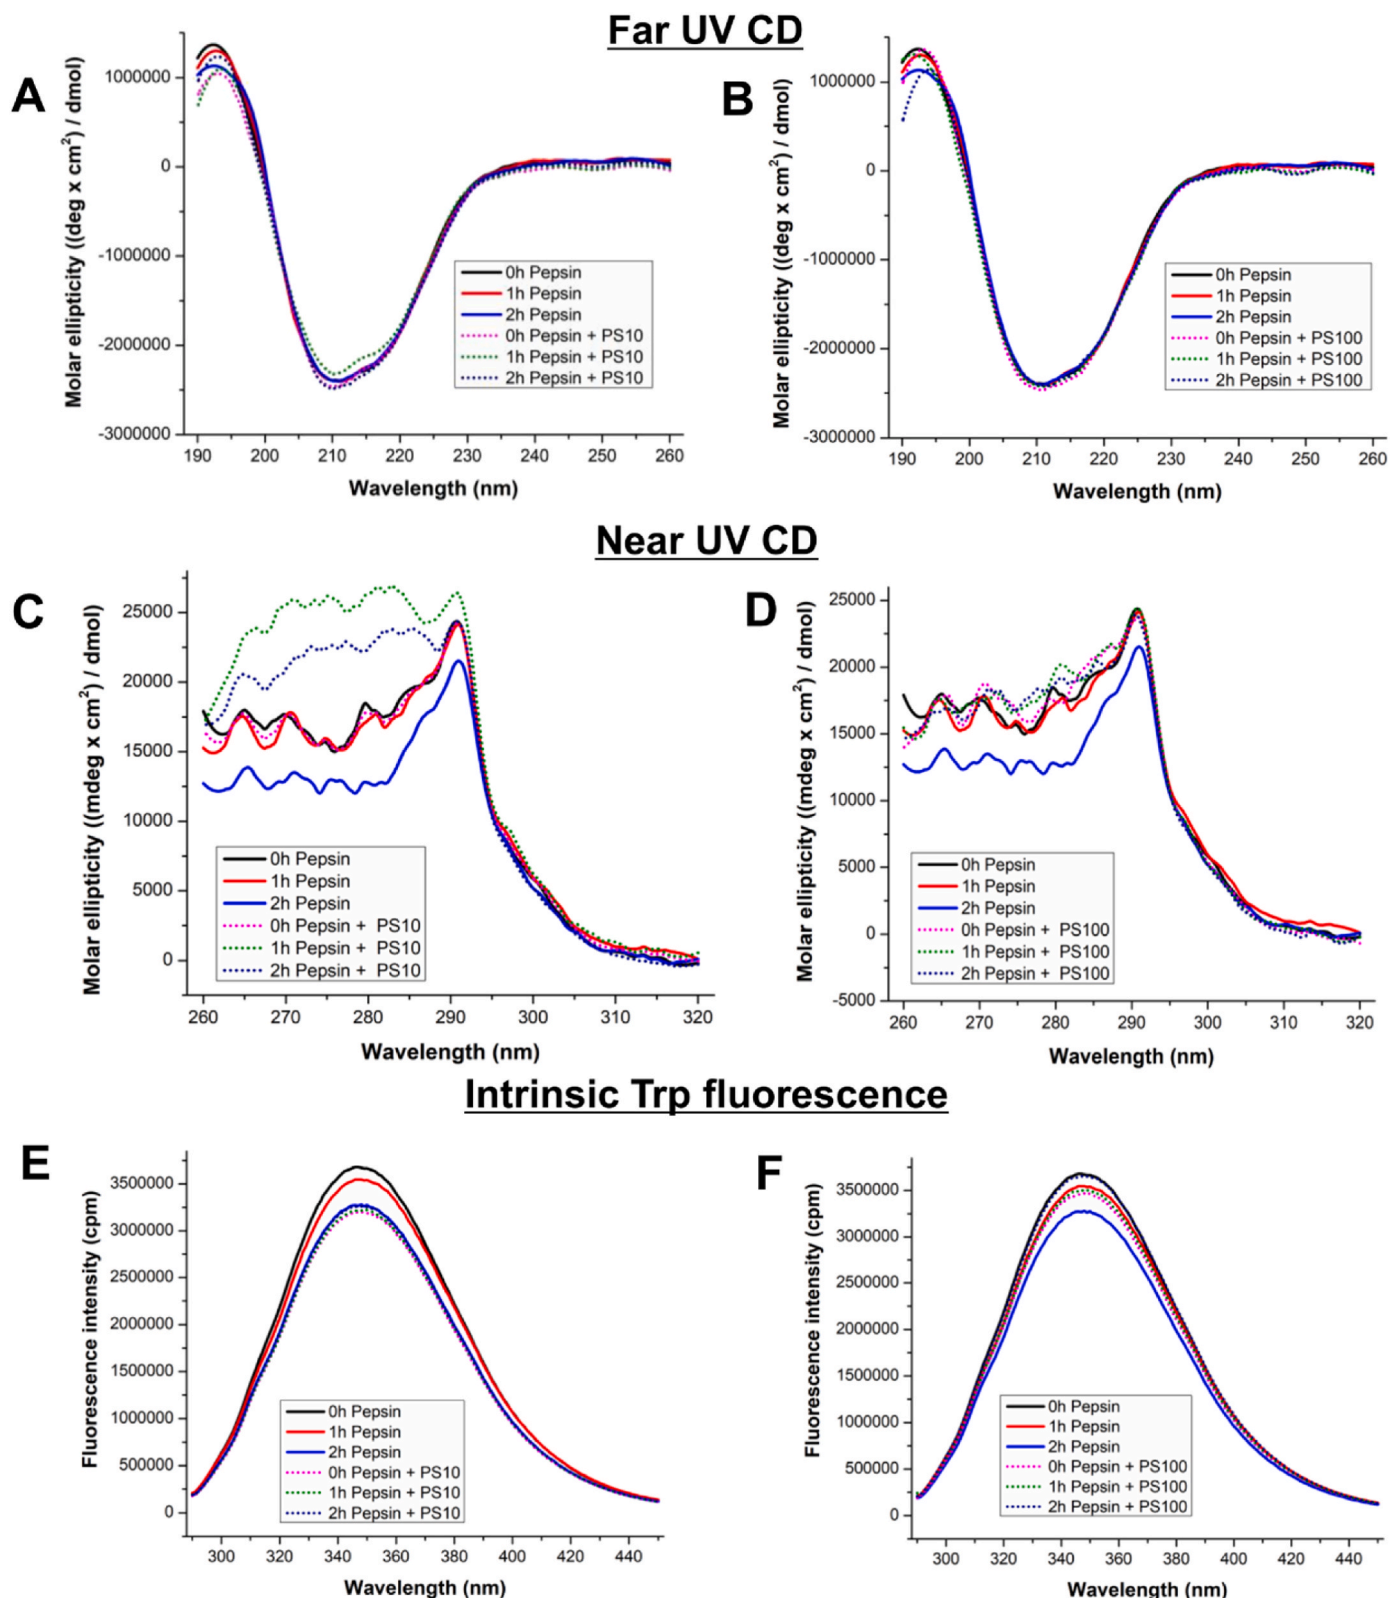 Far UV CD
A
Molar ellipticity ((deg x cm²) / dmol)
1000000
0
-1000000
-2000000
-3000000
0h Pepsin
1h Pepsin
2h Pepsin
0h Pepsin + PS10
1h Pepsin + PS10
2h Pepsin + PS10
190 200 210 220 230 240 250 260
Wavelength (nm)
B
Molar ellipticity ((deg x cm²) / dmol)
1000000
0
-1000000
-2000000
-3000000
0h Pepsin
1h Pepsin
2h Pepsin
0h Pepsin + PS100
1h Pepsin + PS100
2h Pepsin + PS100
190 200 210 220 230 240 250 260
Wavelength (nm)
Near UV CD
C
Molar ellipticity ((mdeg x cm²) / dmol)
25000
20000
15000
10000
5000
0
0h Pepsin
1h Pepsin
2h Pepsin
0h Pepsin + PS10
1h Pepsin + PS10
2h Pepsin + PS10
260 270 280 290 300 310 320
Wavelength (nm)
D
Molar ellipticity ((mdeg x cm²) / dmol)
25000
20000
15000
10000
5000
0
-5000
0h Pepsin
1h Pepsin
2h Pepsin
0h Pepsin + PS100
1h Pepsin + PS100
2h Pepsin + PS100
260 270 280 290 300 310 320
Wavelength (nm)
Intrinsic Trp fluorescence
E
Fluorescence intensity (cpm)
3500000
3000000
2500000
2000000
1500000
1000000
500000
0
0h Pepsin
1h Pepsin
2h Pepsin
0h Pepsin + PS10
1h Pepsin + PS10
2h Pepsin + PS10
300 320 340 360 380 400 420 440
Wavelength (nm)
F
Fluorescence intensity (cpm)
3500000
3000000
2500000
2000000
1500000
1000000
500000
0
0h Pepsin
1h Pepsin
2h Pepsin
0h Pepsin + PS100
1h Pepsin + PS100
2h Pepsin + PS100
300 320 340 360 380 400 420 440
Wavelength (nm)